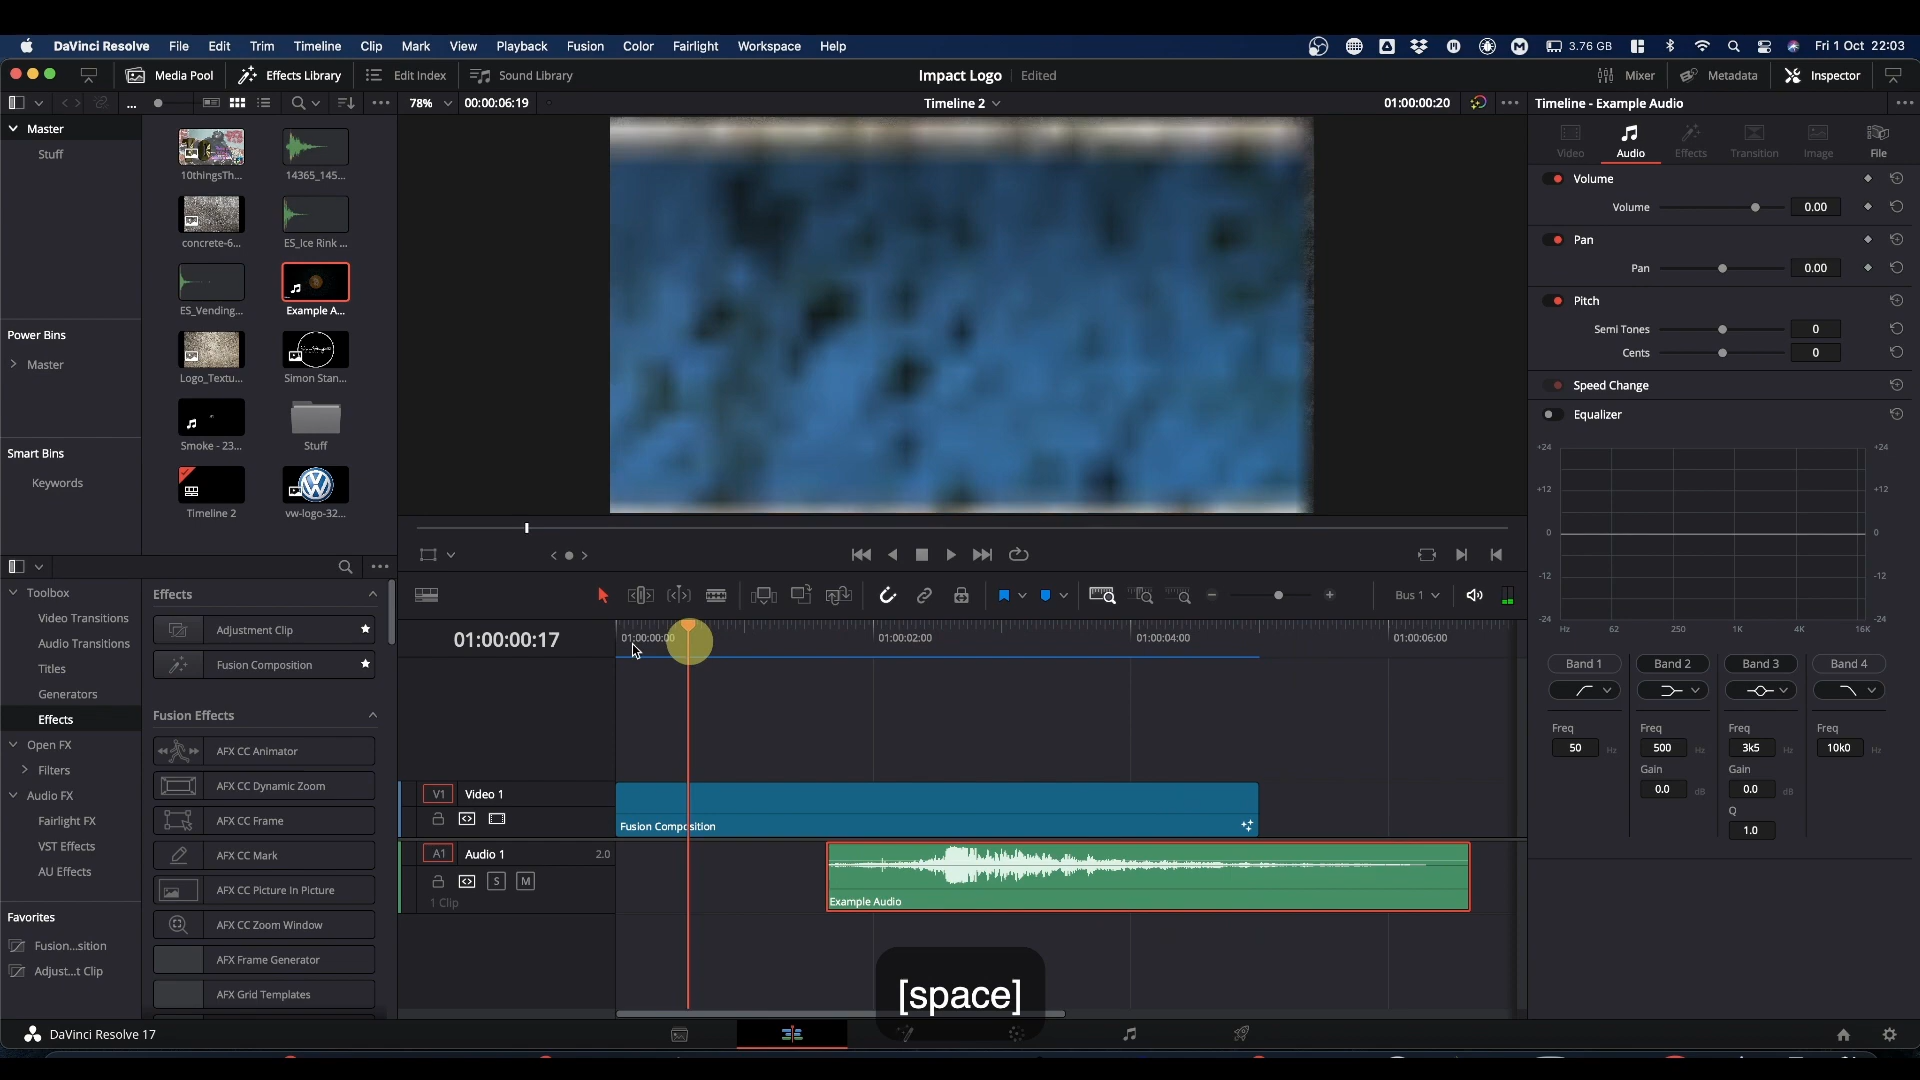 DaVinci Resolve File Edit Trim Timeline Clip Mark View Playback Fusion Color Fairlight Workspace Help 3.76 GB Fri 1 Oct 22:03
Media Pool Effects Library Edit Index Sound Library Impact Logo Edited Mixer Metadata Inspector
... 78% 00:00:06:19 Timeline 2 01:00:00:20 Timeline - Example Audio
Master
Stuff
10thingsTh...
14365_145...
concrete-6...
ES_Ice Rink ...
ES_Vending...
Example A...
Logo_Textu...
Simon Stan...
Smoke - 23...
Stuff
Timeline 2
vw-logo-32...
Power Bins
Master
Smart Bins
Keywords
Video Audio Effects Transition Image File
Volume
Volume 0.00
Pan
Pan 0.00
Pitch
Semi Tones 0
Cents 0
Speed Change
Equalizer
+24 +24
+12 +12
0 0
-12 -12
-24 -24
Hz 62 250 1K 4K 16K
Band 1 Band 2 Band 3 Band 4
Freq Freq Freq Freq
50 Hz 500 Hz 3k5 Hz 10k0 Hz
Gain Gain
0.0 dB 0.0 dB
Q
1.0
Toolbox
Video Transitions
Audio Transitions
Titles
Generators
Effects
Open FX
Filters
Audio FX
Fairlight FX
VST Effects
AU Effects
Favorites
Fusion...sition
Adjust...t Clip
Effects
Adjustment Clip
Fusion Composition
Fusion Effects
AFX CC Animator
AFX CC Dynamic Zoom
AFX CC Frame
AFX CC Mark
AFX CC Picture In Picture
AFX CC Zoom Window
AFX Frame Generator
AFX Grid Templates
Bus 1
01:00:00:17
01:00:00:00 01:00:02:00 01:00:04:00 01:00:06:00
V1 Video 1
Fusion Composition
A1 Audio 1 2.0
S M
1 Clip
Example Audio
[space]
DaVinci Resolve 17